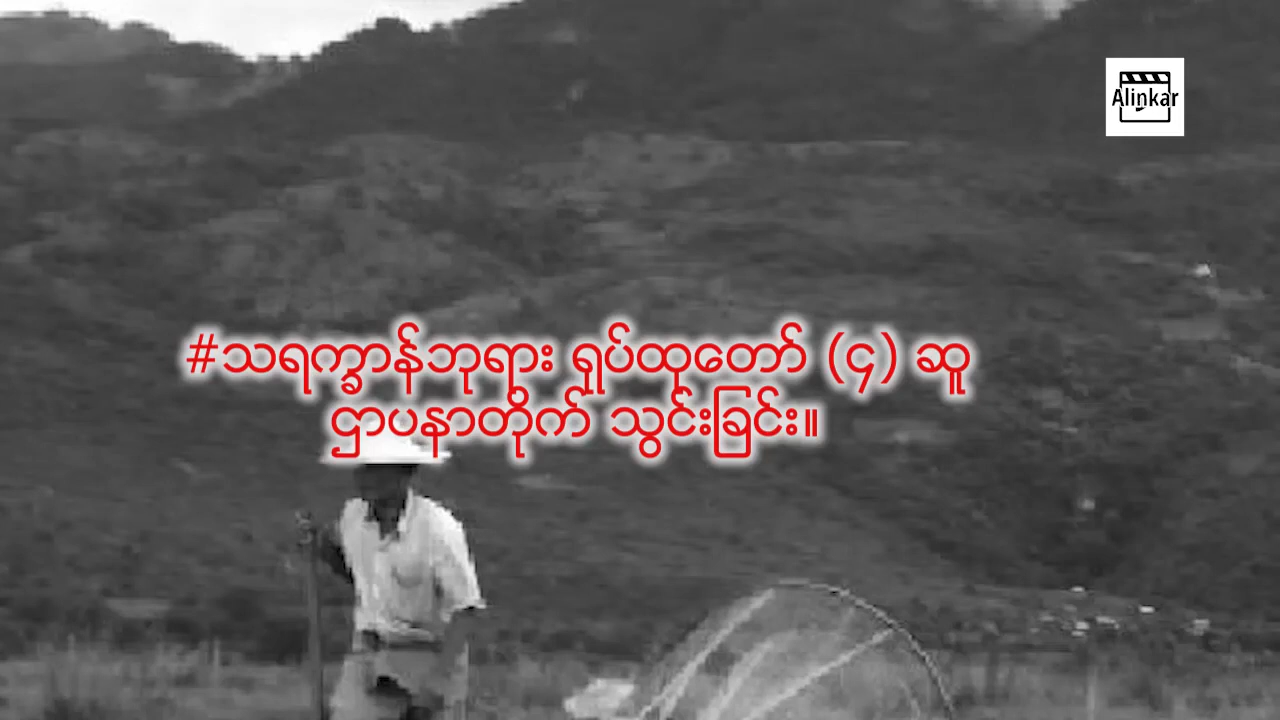 Alinkar
#သရက္ခာန်ဘုရား ရှုပ်ထုတော် (၄) ဆူ
ဌာပနာတိုက် သွင်းခြင်း။